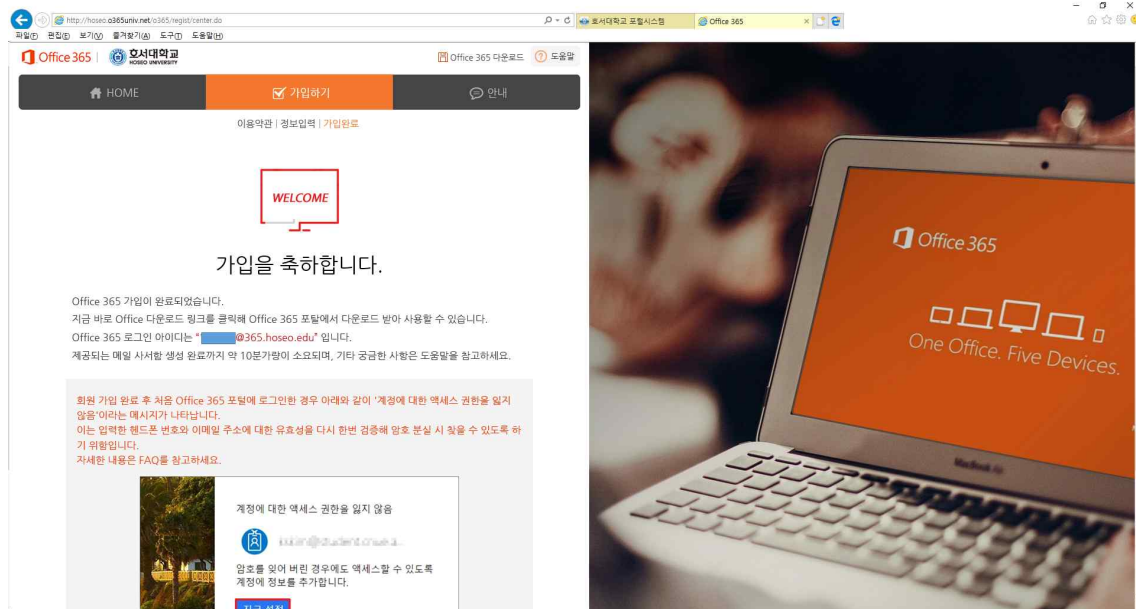 http://hoseo.o365univ.net/o365/regist/center.do
호서대학교 포털시스템
Office 365
파일(F) 편집(E) 보기(V) 즐겨찾기(A) 도구(T) 도움말(H)
Office 365 | 호서대학교
HOSEO UNIVERSITY
Office 365 다운로드 도움말
HOME 가입하기 안내
이용약관 | 정보입력 | 가입완료
WELCOME
가입을 축하합니다.
Office 365 가입이 완료되었습니다.
지금 바로 Office 다운로드 링크를 클릭해 Office 365 포탈에서 다운로드 받아 사용할 수 있습니다.
Office 365 로그인 아이디는 " @365.hoseo.edu" 입니다.
제공되는 메일 사서함 생성 완료까지 약 10분가량이 소요되며, 기타 궁금한 사항은 도움말을 참고하세요.
회원 가입 완료 후 처음 Office 365 포탈에 로그인한 경우 아래와 같이 '계정에 대한 액세스 권한을 잃지
않음'이라는 메시지가 나타납니다.
이는 입력한 핸드폰 번호와 이메일 주소에 대한 유효성을 다시 한번 검증해 암호 분실 시 찾을 수 있도록 하
기 위함입니다.
자세한 내용은 FAQ를 참고하세요.
계정에 대한 액세스 권한을 잃지 않음
암호를 잊어 버린 경우에도 액세스할 수 있도록
계정에 정보를 추가합니다.
지금 설정
Office 365
One Office. Five Devices.
MacBook Air